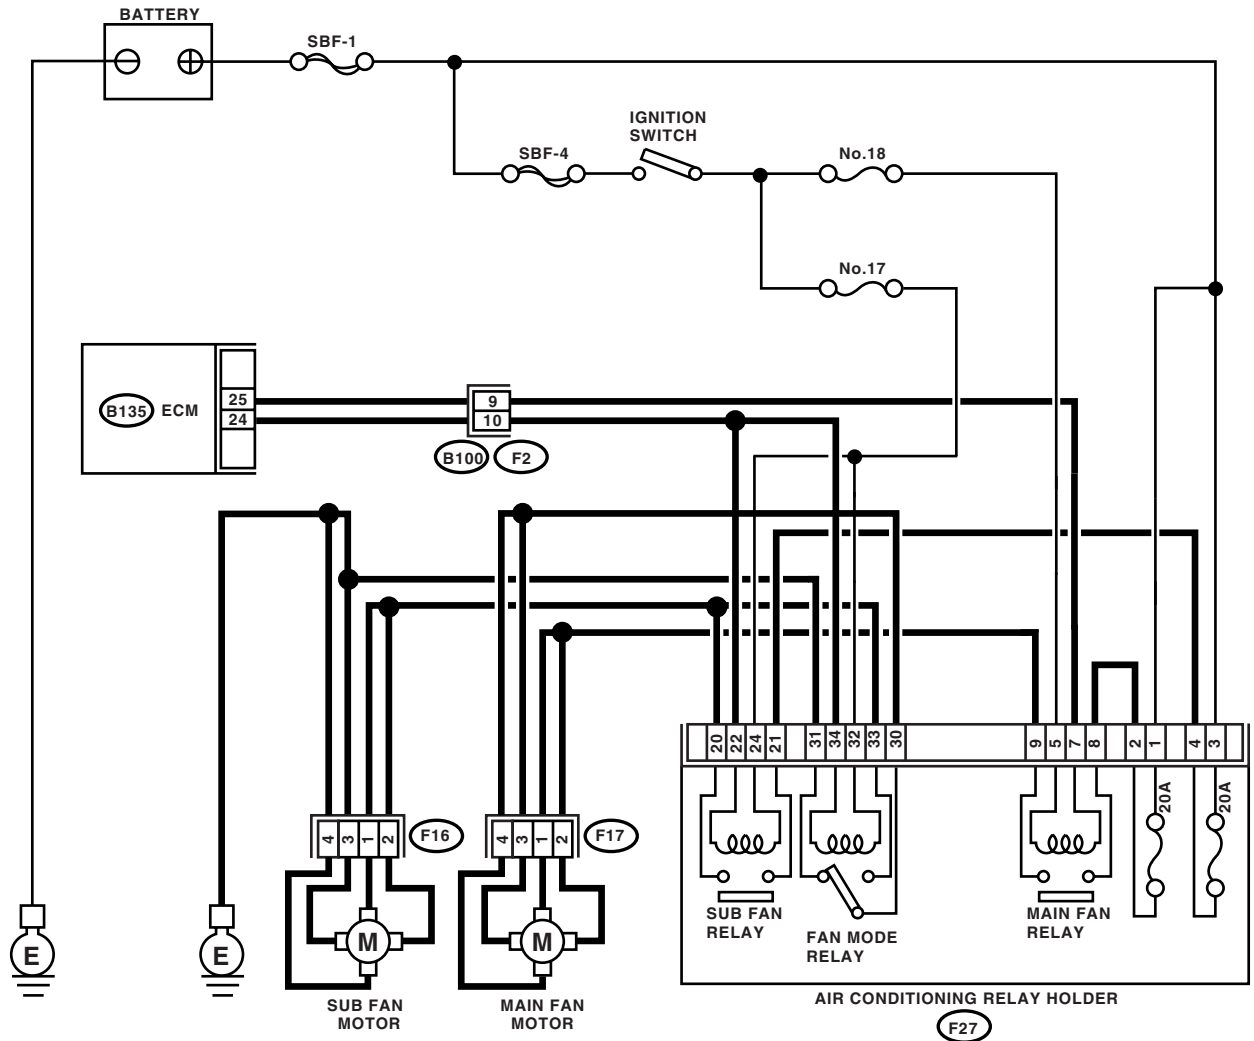 BATTERY
SBF-1
IGNITION
SWITCH
SBF-4
No.18
No.17
B135 ECM
25
24
9
10
B100 F2
20 22 24 21 31 34 32 33 30 9 5 7 8 2 1 4 3
20A 20A
4 3 1 2 F16
4 3 1 2 F17
SUB FAN
RELAY
FAN MODE
RELAY
MAIN FAN
RELAY
E
E
M
M
SUB FAN
MOTOR
MAIN FAN
MOTOR
AIR CONDITIONING RELAY HOLDER
F27